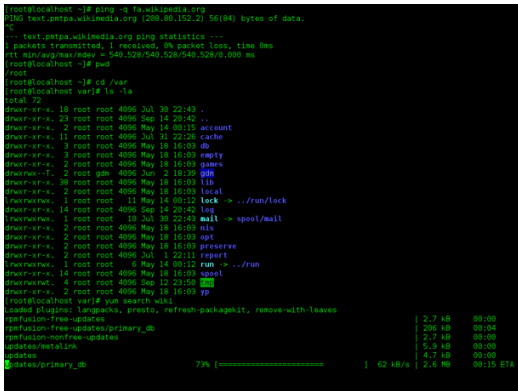 [root@localhost ~]# ping -q fa.wikipedia.org
PING text.pmtpa.wikimedia.org (208.80.152.2) 56(84) bytes of data.
^C
--- text.pmtpa.wikimedia.org ping statistics ---
1 packets transmitted, 1 received, 0% packet loss, time 0ms
rtt min/avg/max/mdev = 540.528/540.528/540.528/0.000 ms
[root@localhost ~]# pwd
/root
[root@localhost ~]# cd /var
[root@localhost var]# ls -la
total 72
drwxr-xr-x. 18 root root 4096 Jul 30 22:43 .
drwxr-xr-x. 23 root root 4096 Sep 14 20:42 ..
drwxr-xr-x. 2 root root 4096 May 14 00:15 account
drwxr-xr-x. 11 root root 4096 Jul 31 22:26 cache
drwxr-xr-x. 3 root root 4096 May 18 16:03 db
drwxr-xr-x. 3 root root 4096 May 18 16:03 empty
drwxr-xr-x. 2 root root 4096 May 18 16:03 games
drwxrwx--T. 2 root gdm 4096 Jun 2 18:39 gdm
drwxr-xr-x. 38 root root 4096 May 18 16:03 lib
drwxr-xr-x. 2 root root 4096 May 18 16:03 local
lrwxrwxrwx. 1 root root 11 May 14 00:12 lock -> ../run/lock
drwxr-xr-x. 14 root root 4096 Sep 14 20:42 log
lrwxrwxrwx. 1 root root 10 Jul 30 22:43 mail -> spool/mail
drwxr-xr-x. 2 root root 4096 May 18 16:03 nis
drwxr-xr-x. 2 root root 4096 May 18 16:03 opt
drwxr-xr-x. 2 root root 4096 May 18 16:03 preserve
drwxr-xr-x. 2 root root 4096 Jul 1 22:11 report
lrwxrwxrwx. 1 root root 6 May 14 00:12 run -> ../run
drwxr-xr-x. 14 root root 4096 May 18 16:03 spool
drwxrwxrwt. 4 root root 4096 Sep 12 23:50 tmp
drwxr-xr-x. 2 root root 4096 May 18 16:03 yp
[root@localhost var]# yum search wiki
Loaded plugins: langpacks, presto, refresh-packagekit, remove-with-leaves
rpmfusion-free-updates | 2.7 kB 00:00
rpmfusion-free-updates/primary_db | 206 kB 00:04
rpmfusion-nonfree-updates | 2.7 kB 00:00
updates/metalink | 5.9 kB 00:00
updates | 4.7 kB 00:00
updates/primary_db 73% [======================= ] 62 kB/s | 2.6 MB 00:15 ETA